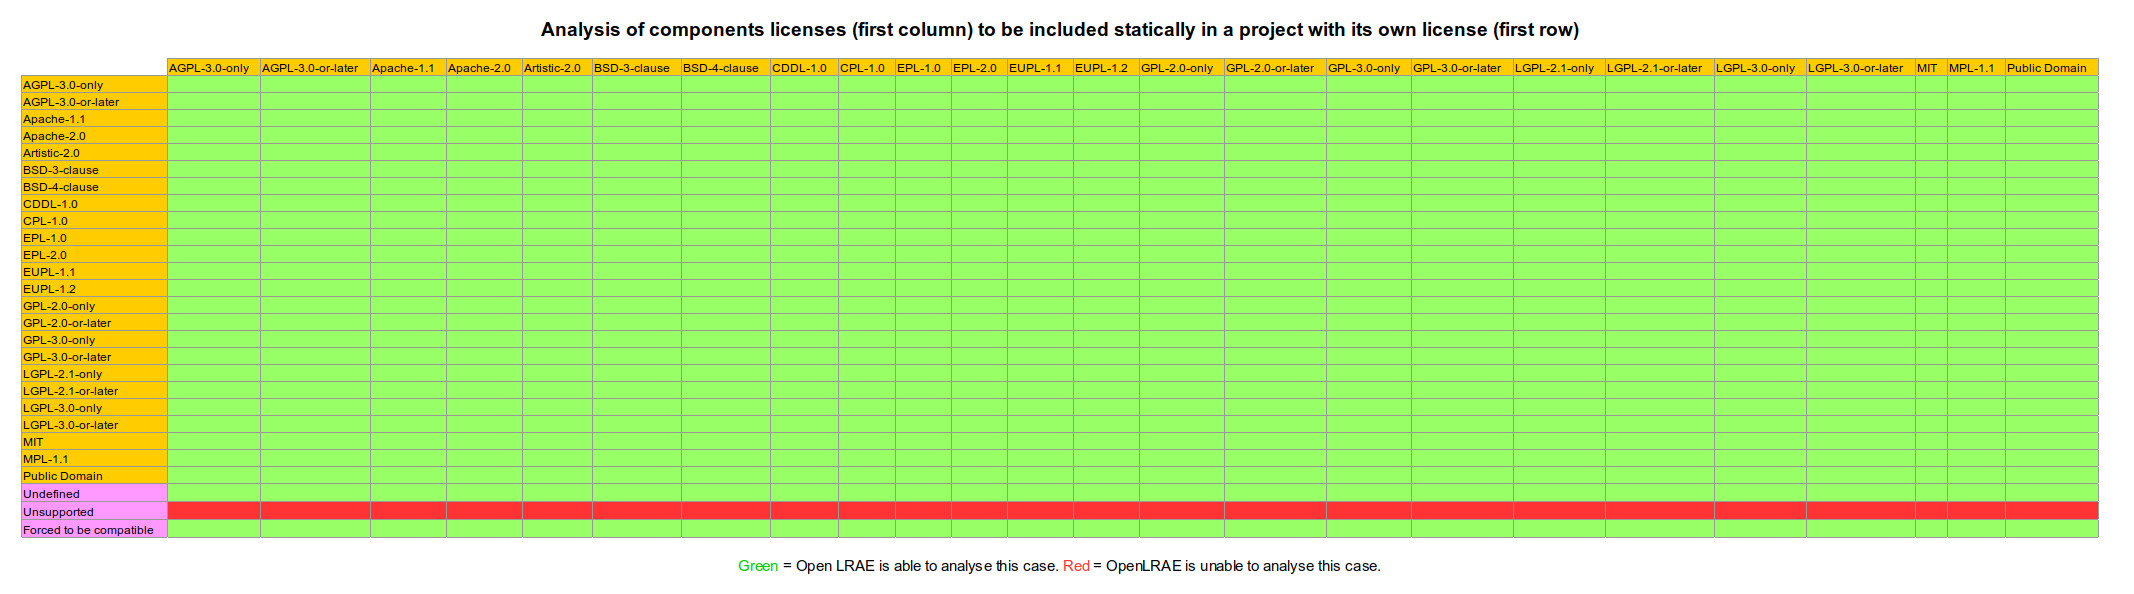 Analysis of components licenses (first column) to be included statically in a project with its own license (first row)
AGPL-3.0-only AGPL-3.0-or-later Apache-1.1 Apache-2.0 Artistic-2.0 BSD-3-clause BSD-4-clause CDDL-1.0 CPL-1.0 EPL-1.0 EPL-2.0 EUPL-1.1 EUPL-1.2 GPL-2.0-only GPL-2.0-or-later GPL-3.0-only GPL-3.0-or-later LGPL-2.1-only LGPL-2.1-or-later LGPL-3.0-only LGPL-3.0-or-later MIT MPL-1.1 Public Domain
AGPL-3.0-only
AGPL-3.0-or-later
Apache-1.1
Apache-2.0
Artistic-2.0
BSD-3-clause
BSD-4-clause
CDDL-1.0
CPL-1.0
EPL-1.0
EPL-2.0
EUPL-1.1
EUPL-1.2
GPL-2.0-only
GPL-2.0-or-later
GPL-3.0-only
GPL-3.0-or-later
LGPL-2.1-only
LGPL-2.1-or-later
LGPL-3.0-only
LGPL-3.0-or-later
MIT
MPL-1.1
Public Domain
Undefined
Unsupported
Forced to be compatible
Green = Open LRAE is able to analyse this case. Red = OpenLRAE is unable to analyse this case.